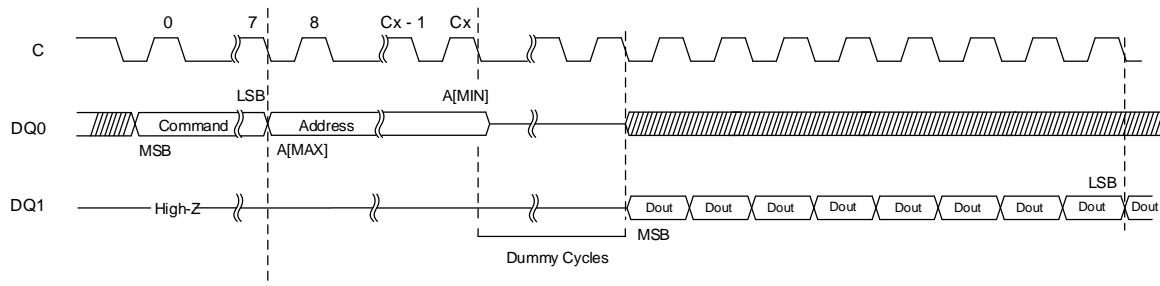 0 7 8 Cx - 1 Cx
C
LSB A[MIN]
DQ0 Command Address
MSB A[MAX]
LSB
DQ1 High-Z Dout Dout Dout Dout Dout Dout Dout Dout Dout
MSB
Dummy Cycles